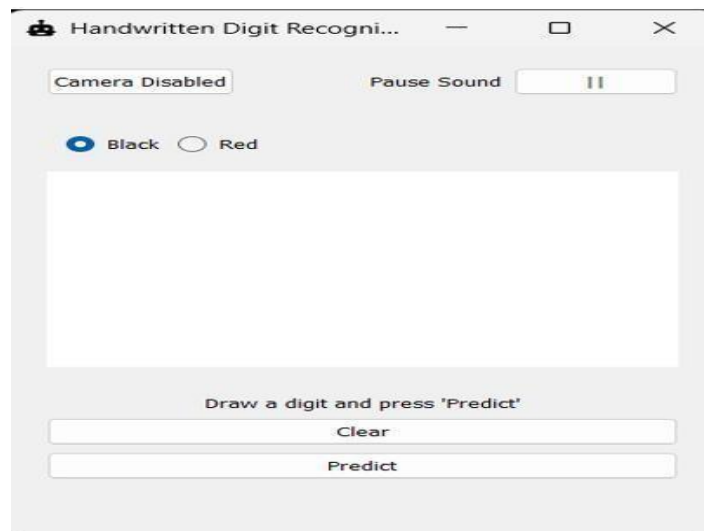 Handwritten Digit Recogni...
Camera Disabled Pause Sound
Black Red
Draw a digit and press 'Predict'
Clear
Predict